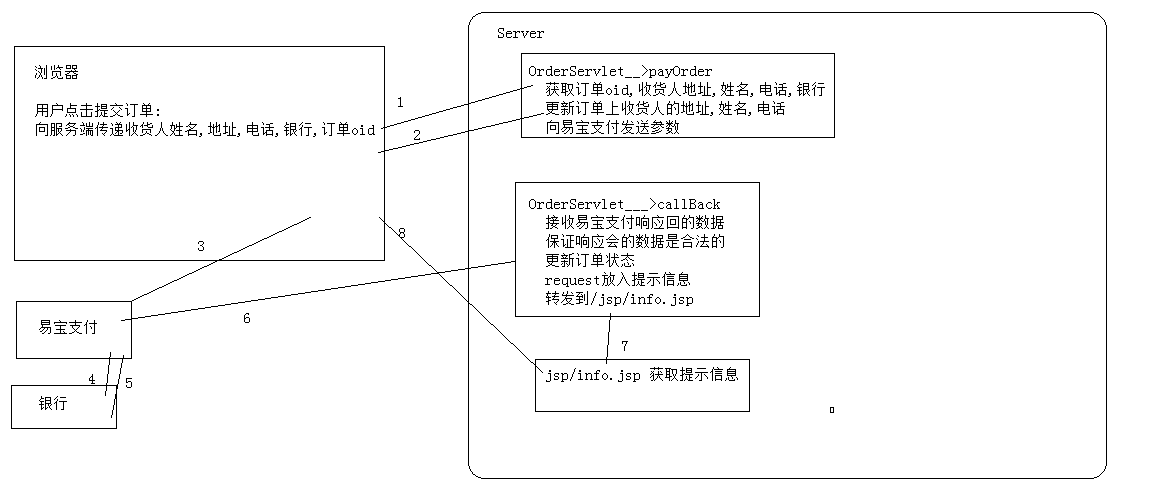 Server
浏览器
用户点击提交订单:
向服务端传递收货人姓名,地址,电话,银行,订单oid
1
2
OrderServlet__>payOrder
获取订单oid,收货人地址,姓名,电话,银行
更新订单上收货人的地址,姓名,电话
向易宝支付发送参数
OrderServlet___>callBack
接收易宝支付响应回的数据
保证响应会的数据是合法的
更新订单状态
request放入提示信息
转发到/jsp/info.jsp
3
8
6
7
易宝支付
4
5
银行
jsp/info.jsp 获取提示信息